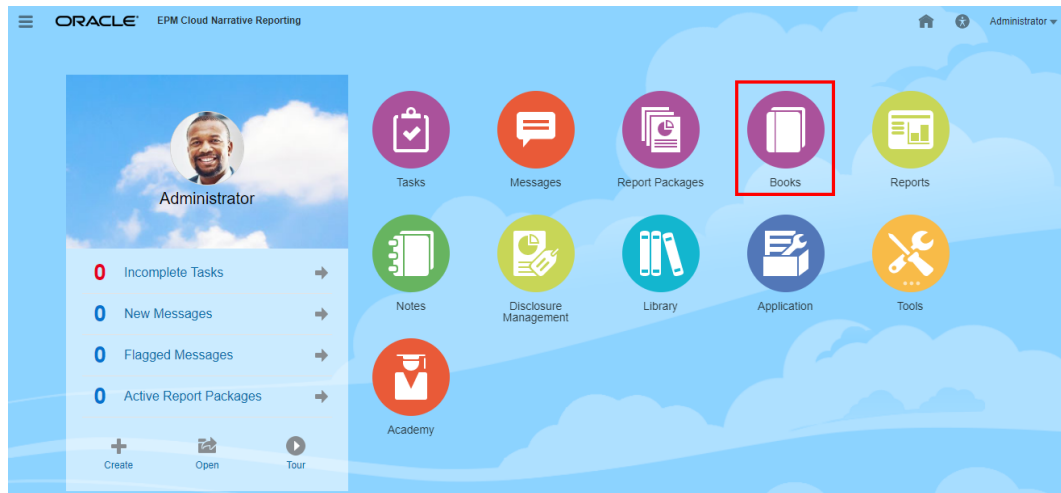 ORACLE® EPM Cloud Narrative Reporting Administrator
Administrator
0 Incomplete Tasks
0 New Messages
0 Flagged Messages
0 Active Report Packages
Create Open Tour
Tasks Messages Report Packages Books Reports
Notes Disclosure Management Library Application Tools
Academy